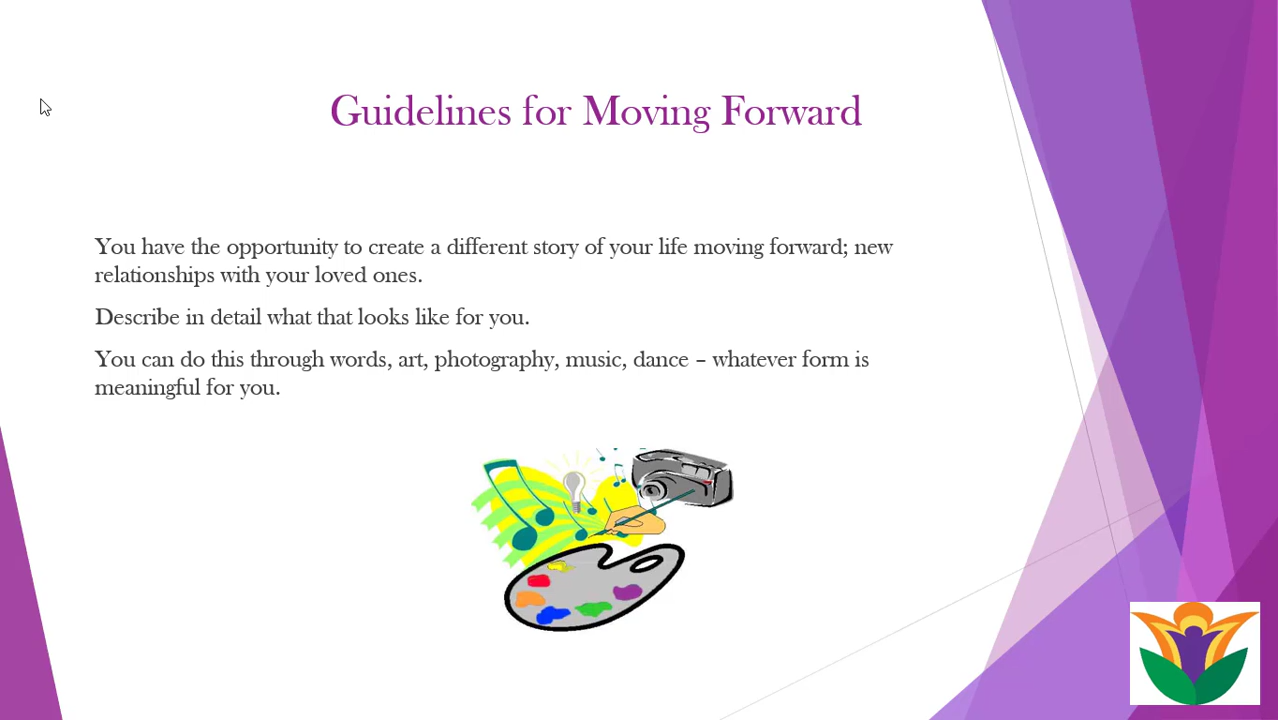 Guidelines for Moving Forward
You have the opportunity to create a different story of your life moving forward; new
relationships with your loved ones.
Describe in detail what that looks like for you.
You can do this through words, art, photography, music, dance – whatever form is
meaningful for you.